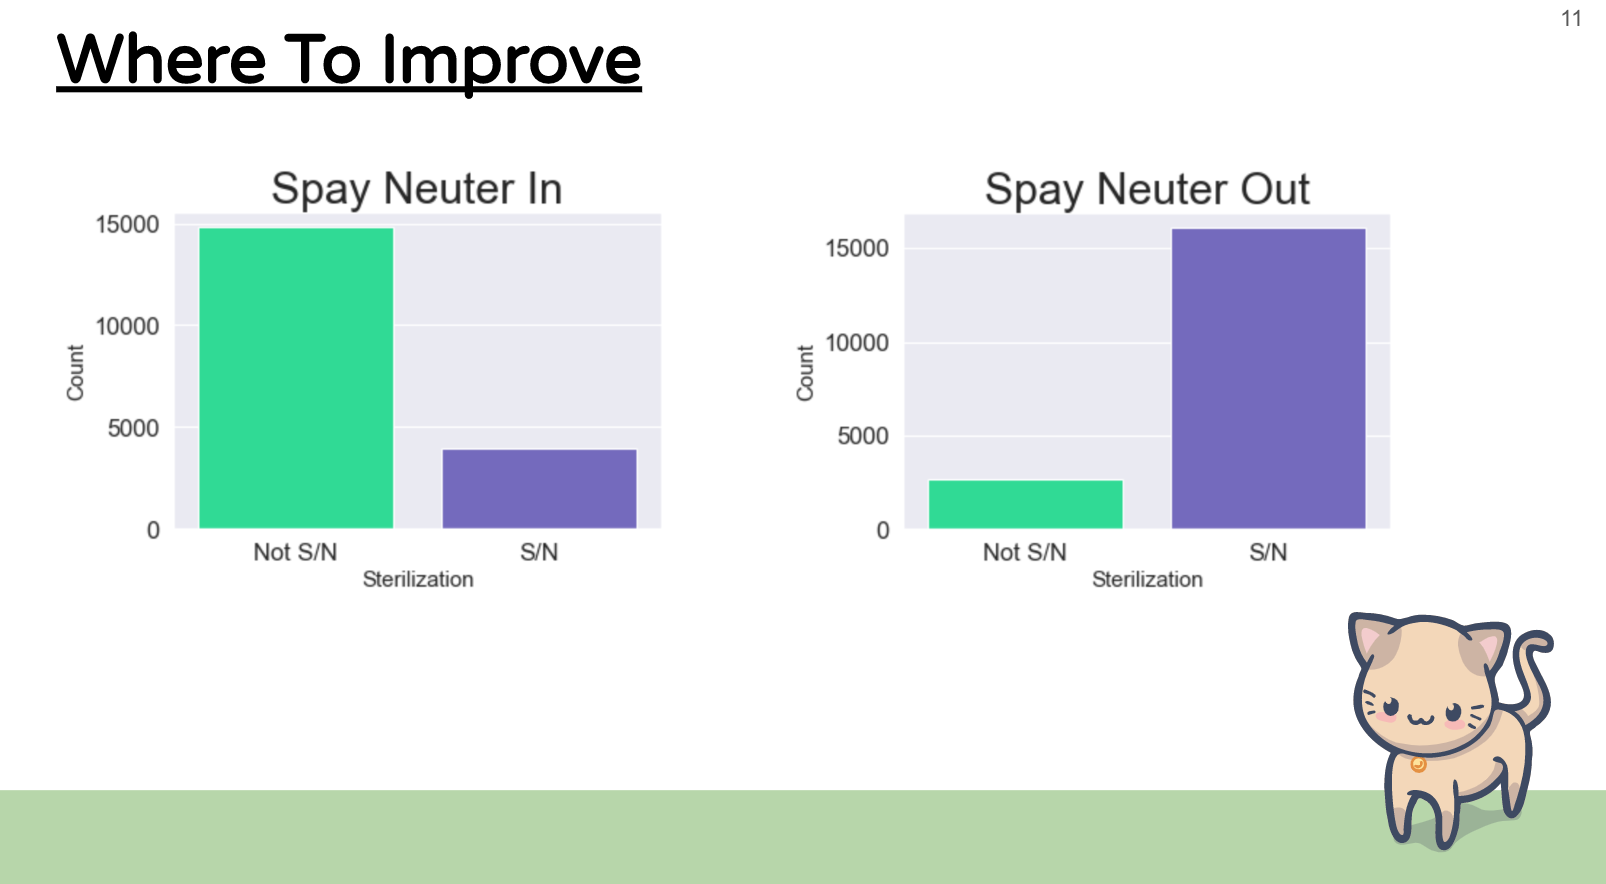 11
Where To Improve
Spay Neuter In
15000
10000
5000
0
Count
Not S/N S/N
Sterilization
Spay Neuter Out
15000
10000
5000
0
Count
Not S/N S/N
Sterilization